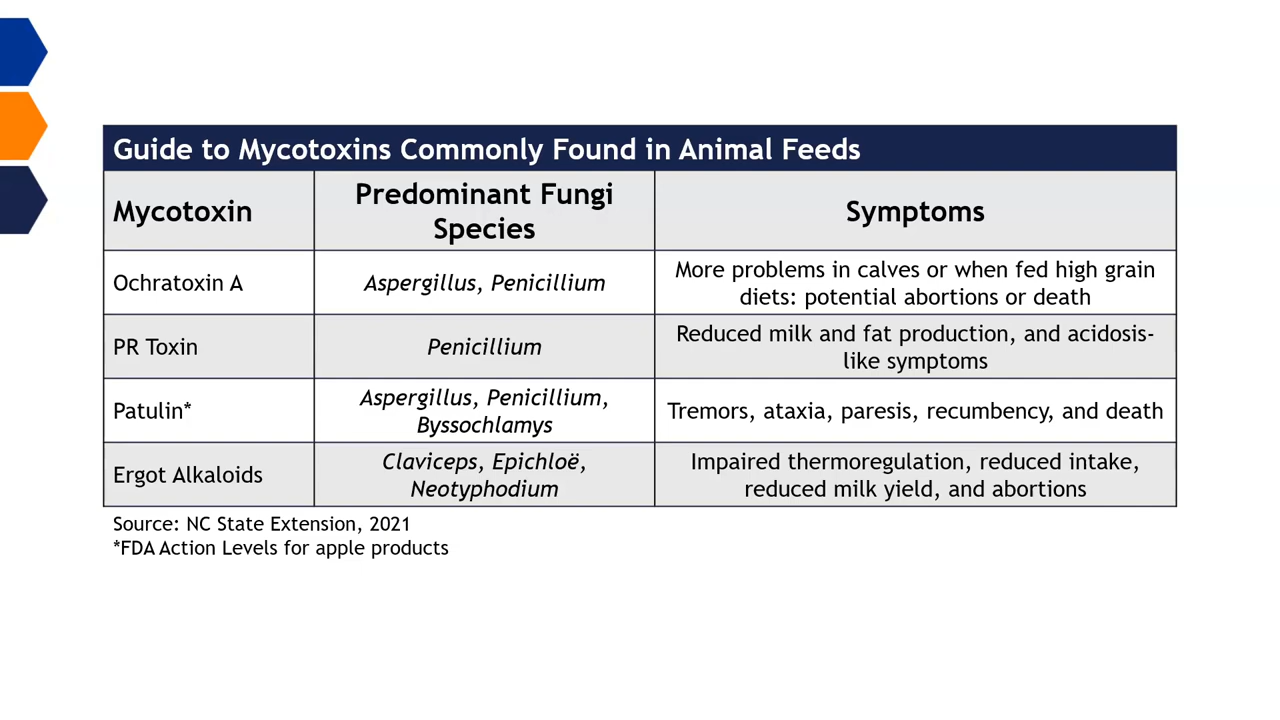 Guide to Mycotoxins Commonly Found in Animal Feeds
Mycotoxin
Predominant Fungi
Species
Symptoms
Ochratoxin A
Aspergillus, Penicillium
More problems in calves or when fed high grain
diets: potential abortions or death
PR Toxin
Penicillium
Reduced milk and fat production, and acidosis-
like symptoms
Patulin*
Aspergillus, Penicillium,
Byssochlamys
Tremors, ataxia, paresis, recumbency, and death
Ergot Alkaloids
Claviceps, Epichloë,
Neotyphodium
Impaired thermoregulation, reduced intake,
reduced milk yield, and abortions
Source: NC State Extension, 2021
*FDA Action Levels for apple products